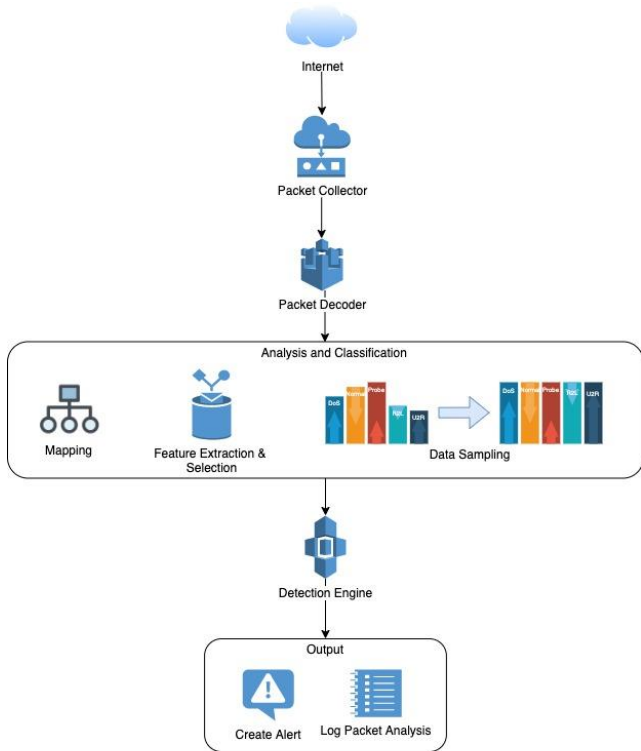 Internet
Packet Collector
Packet Decoder
Analysis and Classification
DoS
Normal
Probe
R2L
U2R
DoS
Normal
Probe
R2L
U2R
Mapping
Feature Extraction &
Selection
Data Sampling
Detection Engine
Output
Create Alert
Log Packet Analysis